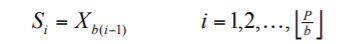 S_i = X_{b(i-1)}    i = 1,2,…,⌊P/b⌋